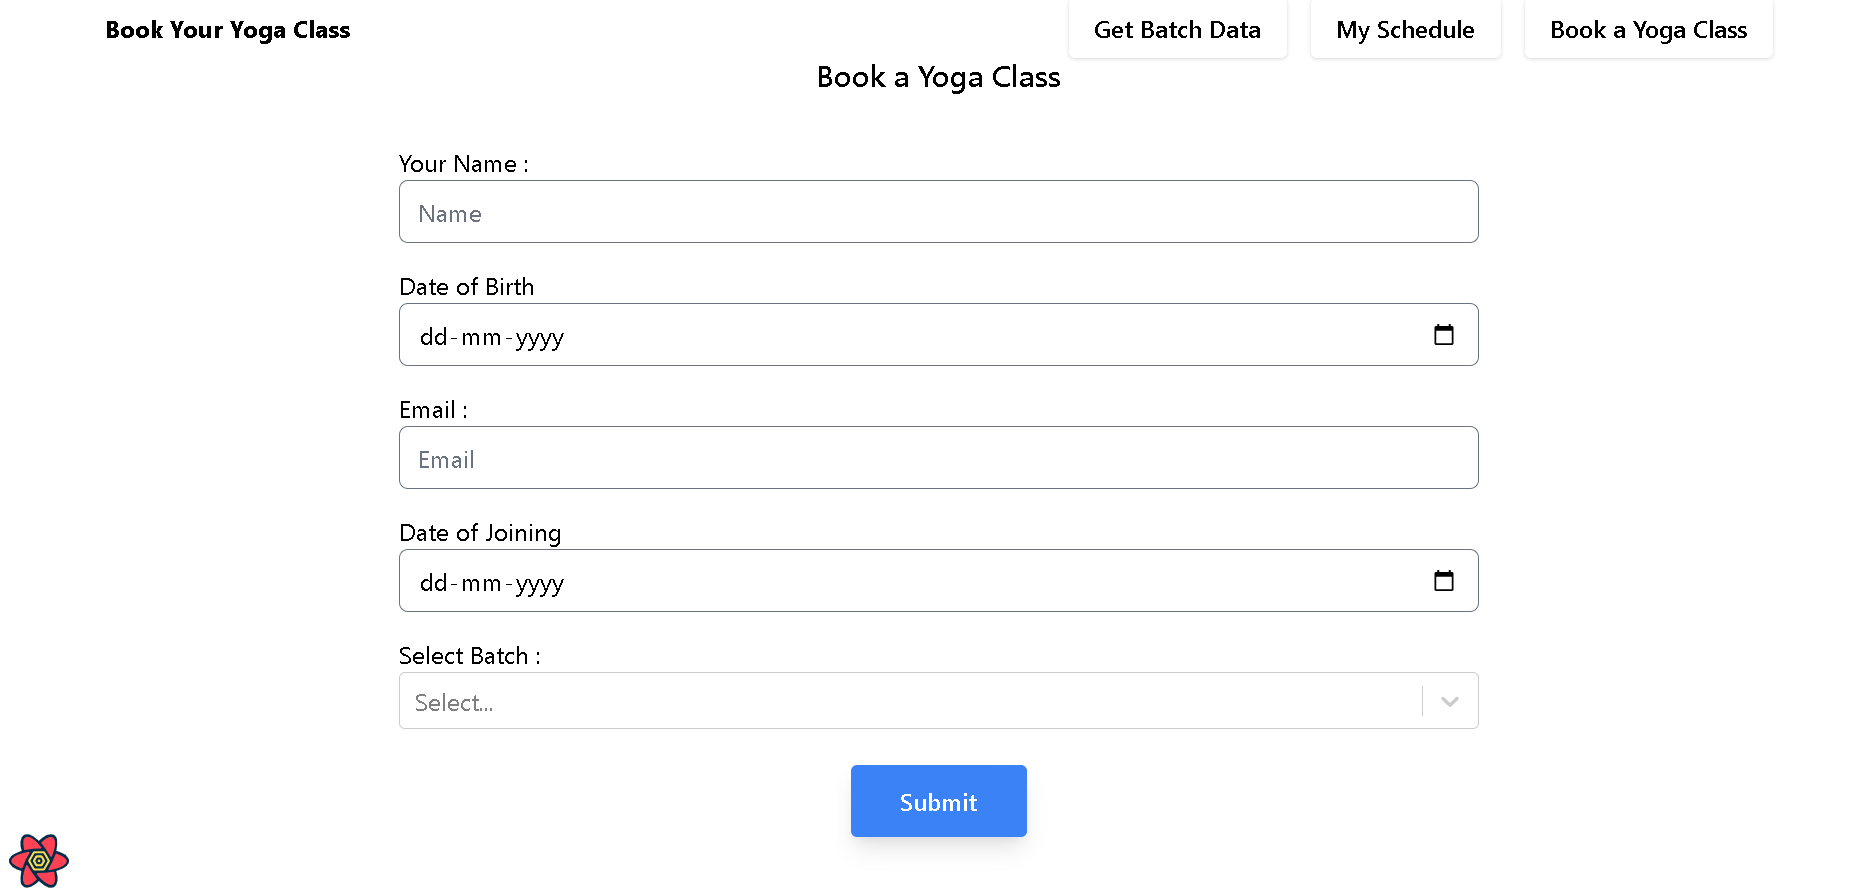 Book Your Yoga Class
Get Batch Data
My Schedule
Book a Yoga Class
Book a Yoga Class
Your Name :
Name
Date of Birth
dd-mm-yyyy
Email :
Email
Date of Joining
dd-mm-yyyy
Select Batch :
Select...
Submit